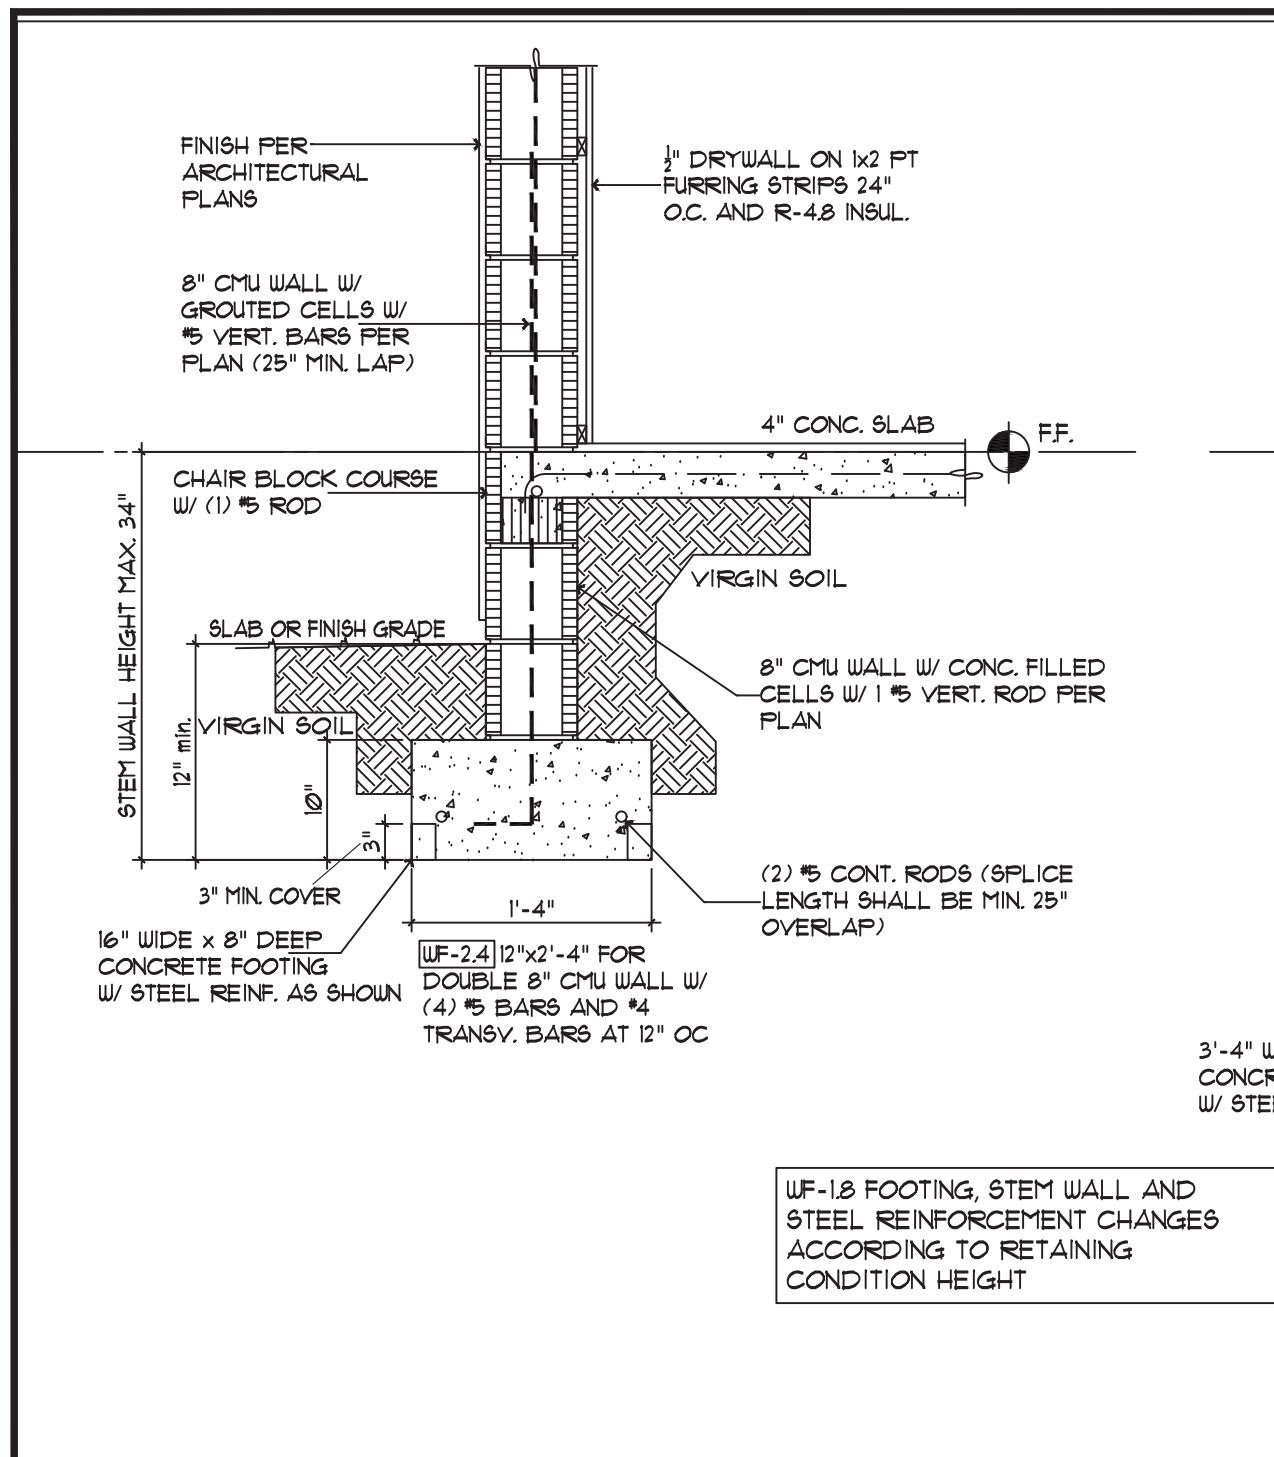 FINISH PER
ARCHITECTURAL
PLANS
½" DRYWALL ON 1x2 PT
FURRING STRIPS 24"
O.C. AND R-4.8 INSUL.
8" CMU WALL W/
GROUTED CELLS W/
#5 VERT. BARS PER
PLAN (25" MIN. LAP)
4" CONC. SLAB
F.F.
CHAIR BLOCK COURSE
W/ (1) #5 ROD
STEM WALL HEIGHT MAX. 34"
VIRGIN SOIL
SLAB OR FINISH GRADE
8" CMU WALL W/ CONC. FILLED
CELLS W/ 1 #5 VERT. ROD PER
PLAN
VIRGIN SOIL
12" min.
10"
3"
3" MIN. COVER
(2) #5 CONT. RODS (SPLICE
LENGTH SHALL BE MIN. 25"
OVERLAP)
1'-4"
16" WIDE x 8" DEEP
CONCRETE FOOTING
W/ STEEL REINF. AS SHOWN
WF-2.4 12"x2'-4" FOR
DOUBLE 8" CMU WALL W/
(4) #5 BARS AND #4
TRANSV. BARS AT 12" OC
3'-4" W
CONCR
W/ STEE
WF-1.8 FOOTING, STEM WALL AND
STEEL REINFORCEMENT CHANGES
ACCORDING TO RETAINING
CONDITION HEIGHT